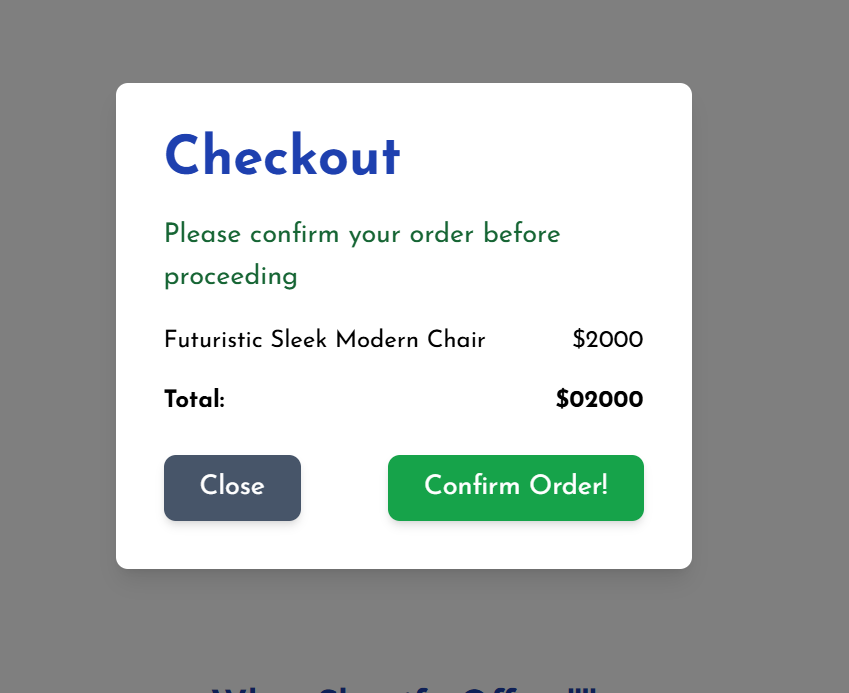 Checkout
Please confirm your order before
proceeding
Futuristic Sleek Modern Chair $2000
Total: $02000
Close Confirm Order!